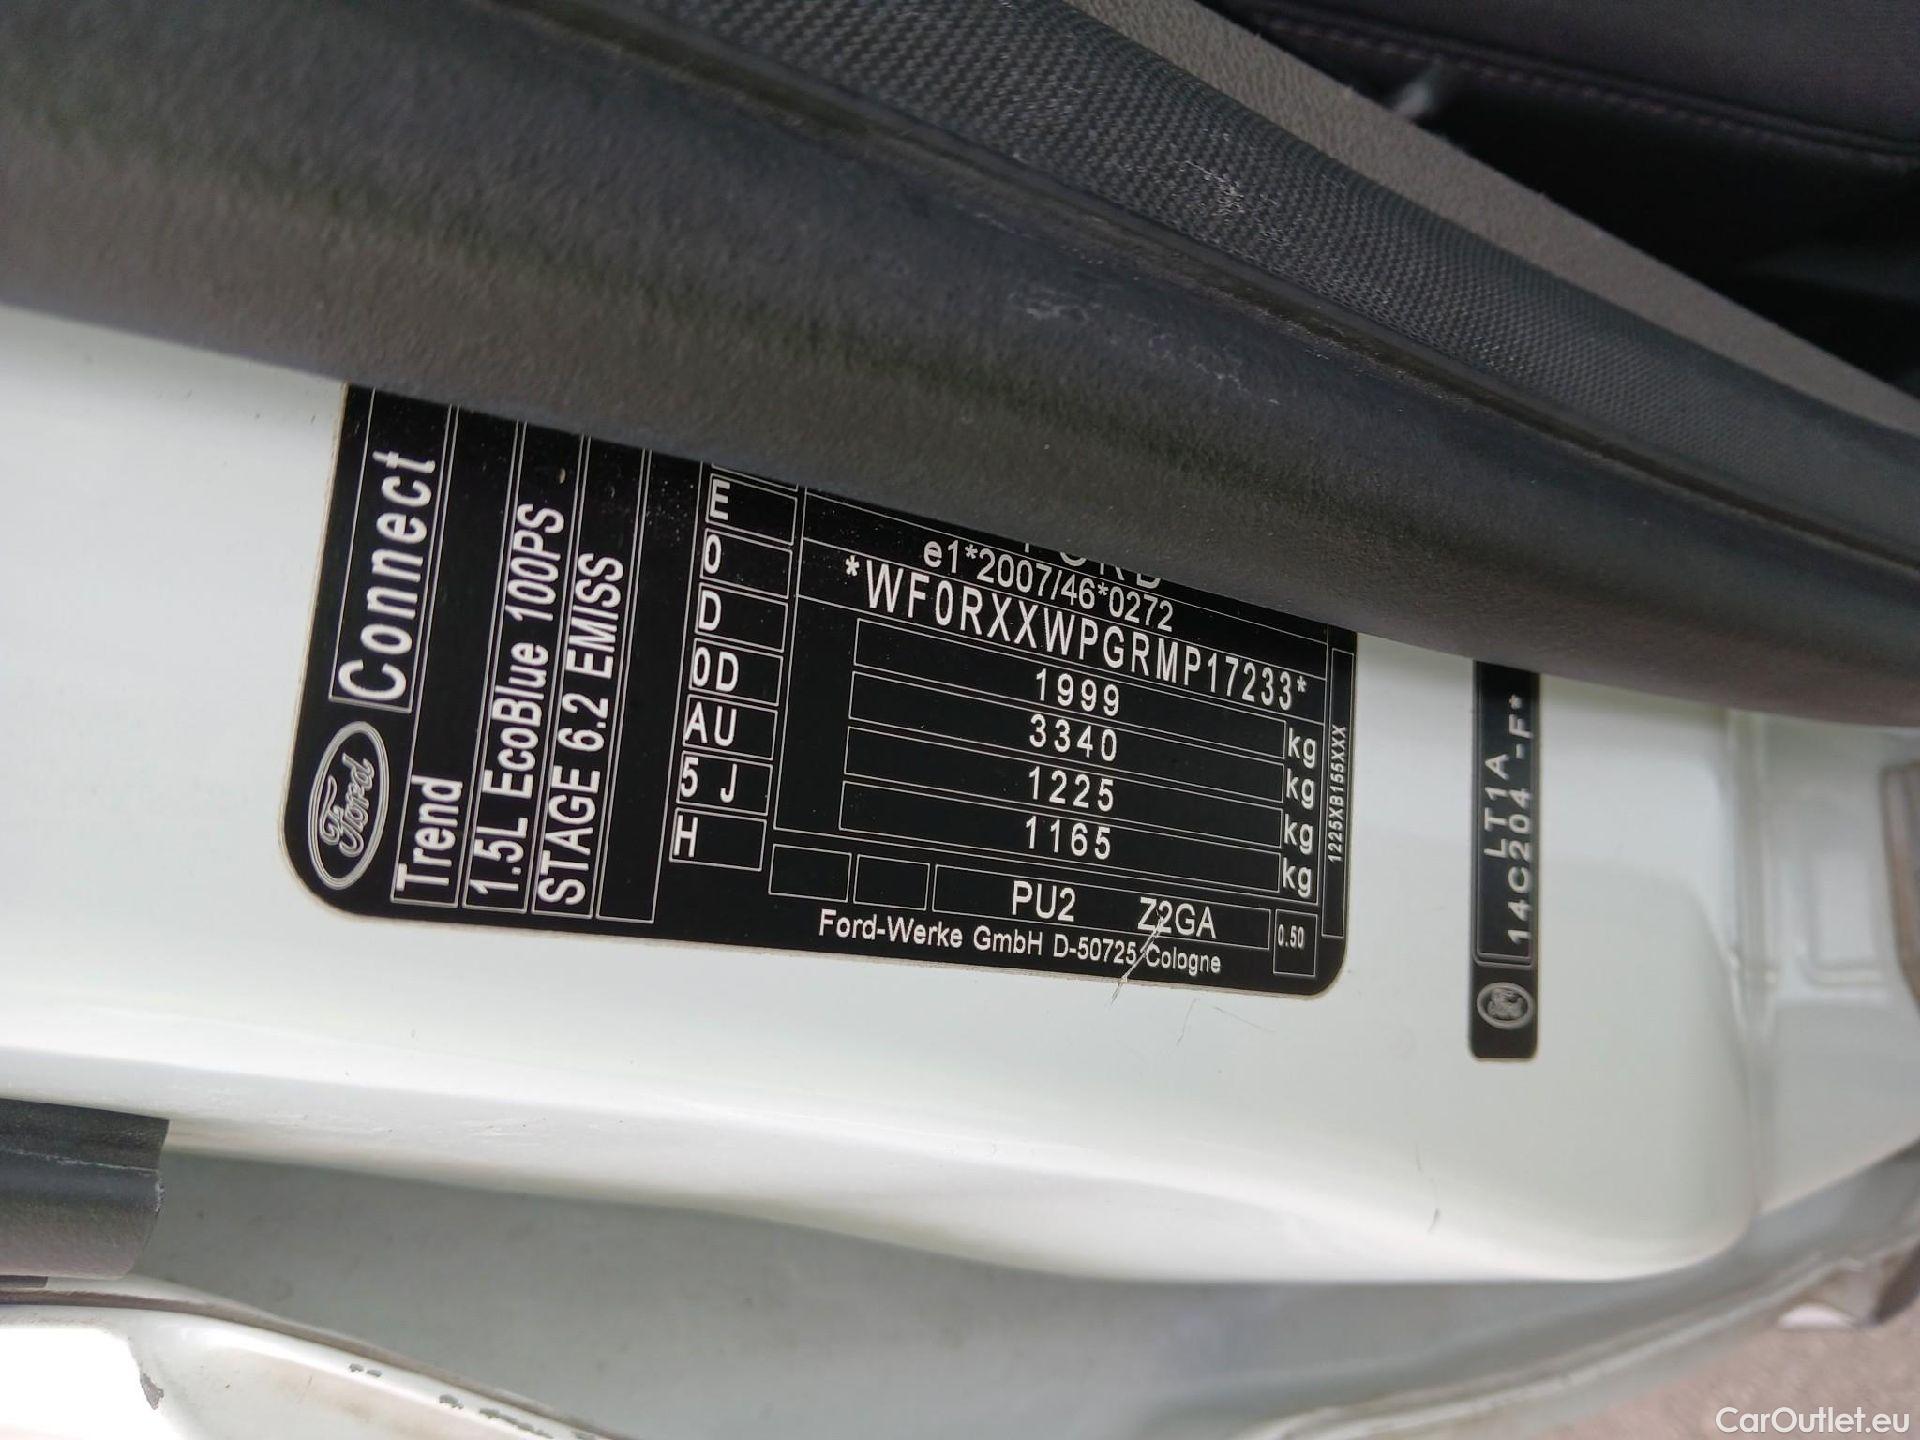 Ford
Connect
Trend
1.5L EcoBlue 100PS
STAGE 6.2 EMISS
E
0
D
0D
AU
5 J
H
e1*2007/46*0272
*WF0RXXWPGRMP17233*
1999 kg
3340 kg
1225 kg
1165 kg
PU2 Z2GA
0.50
Ford-Werke GmbH D-50725 Cologne
1225XB155XXX
LT1A
14C204 -F*
CarOutlet.eu